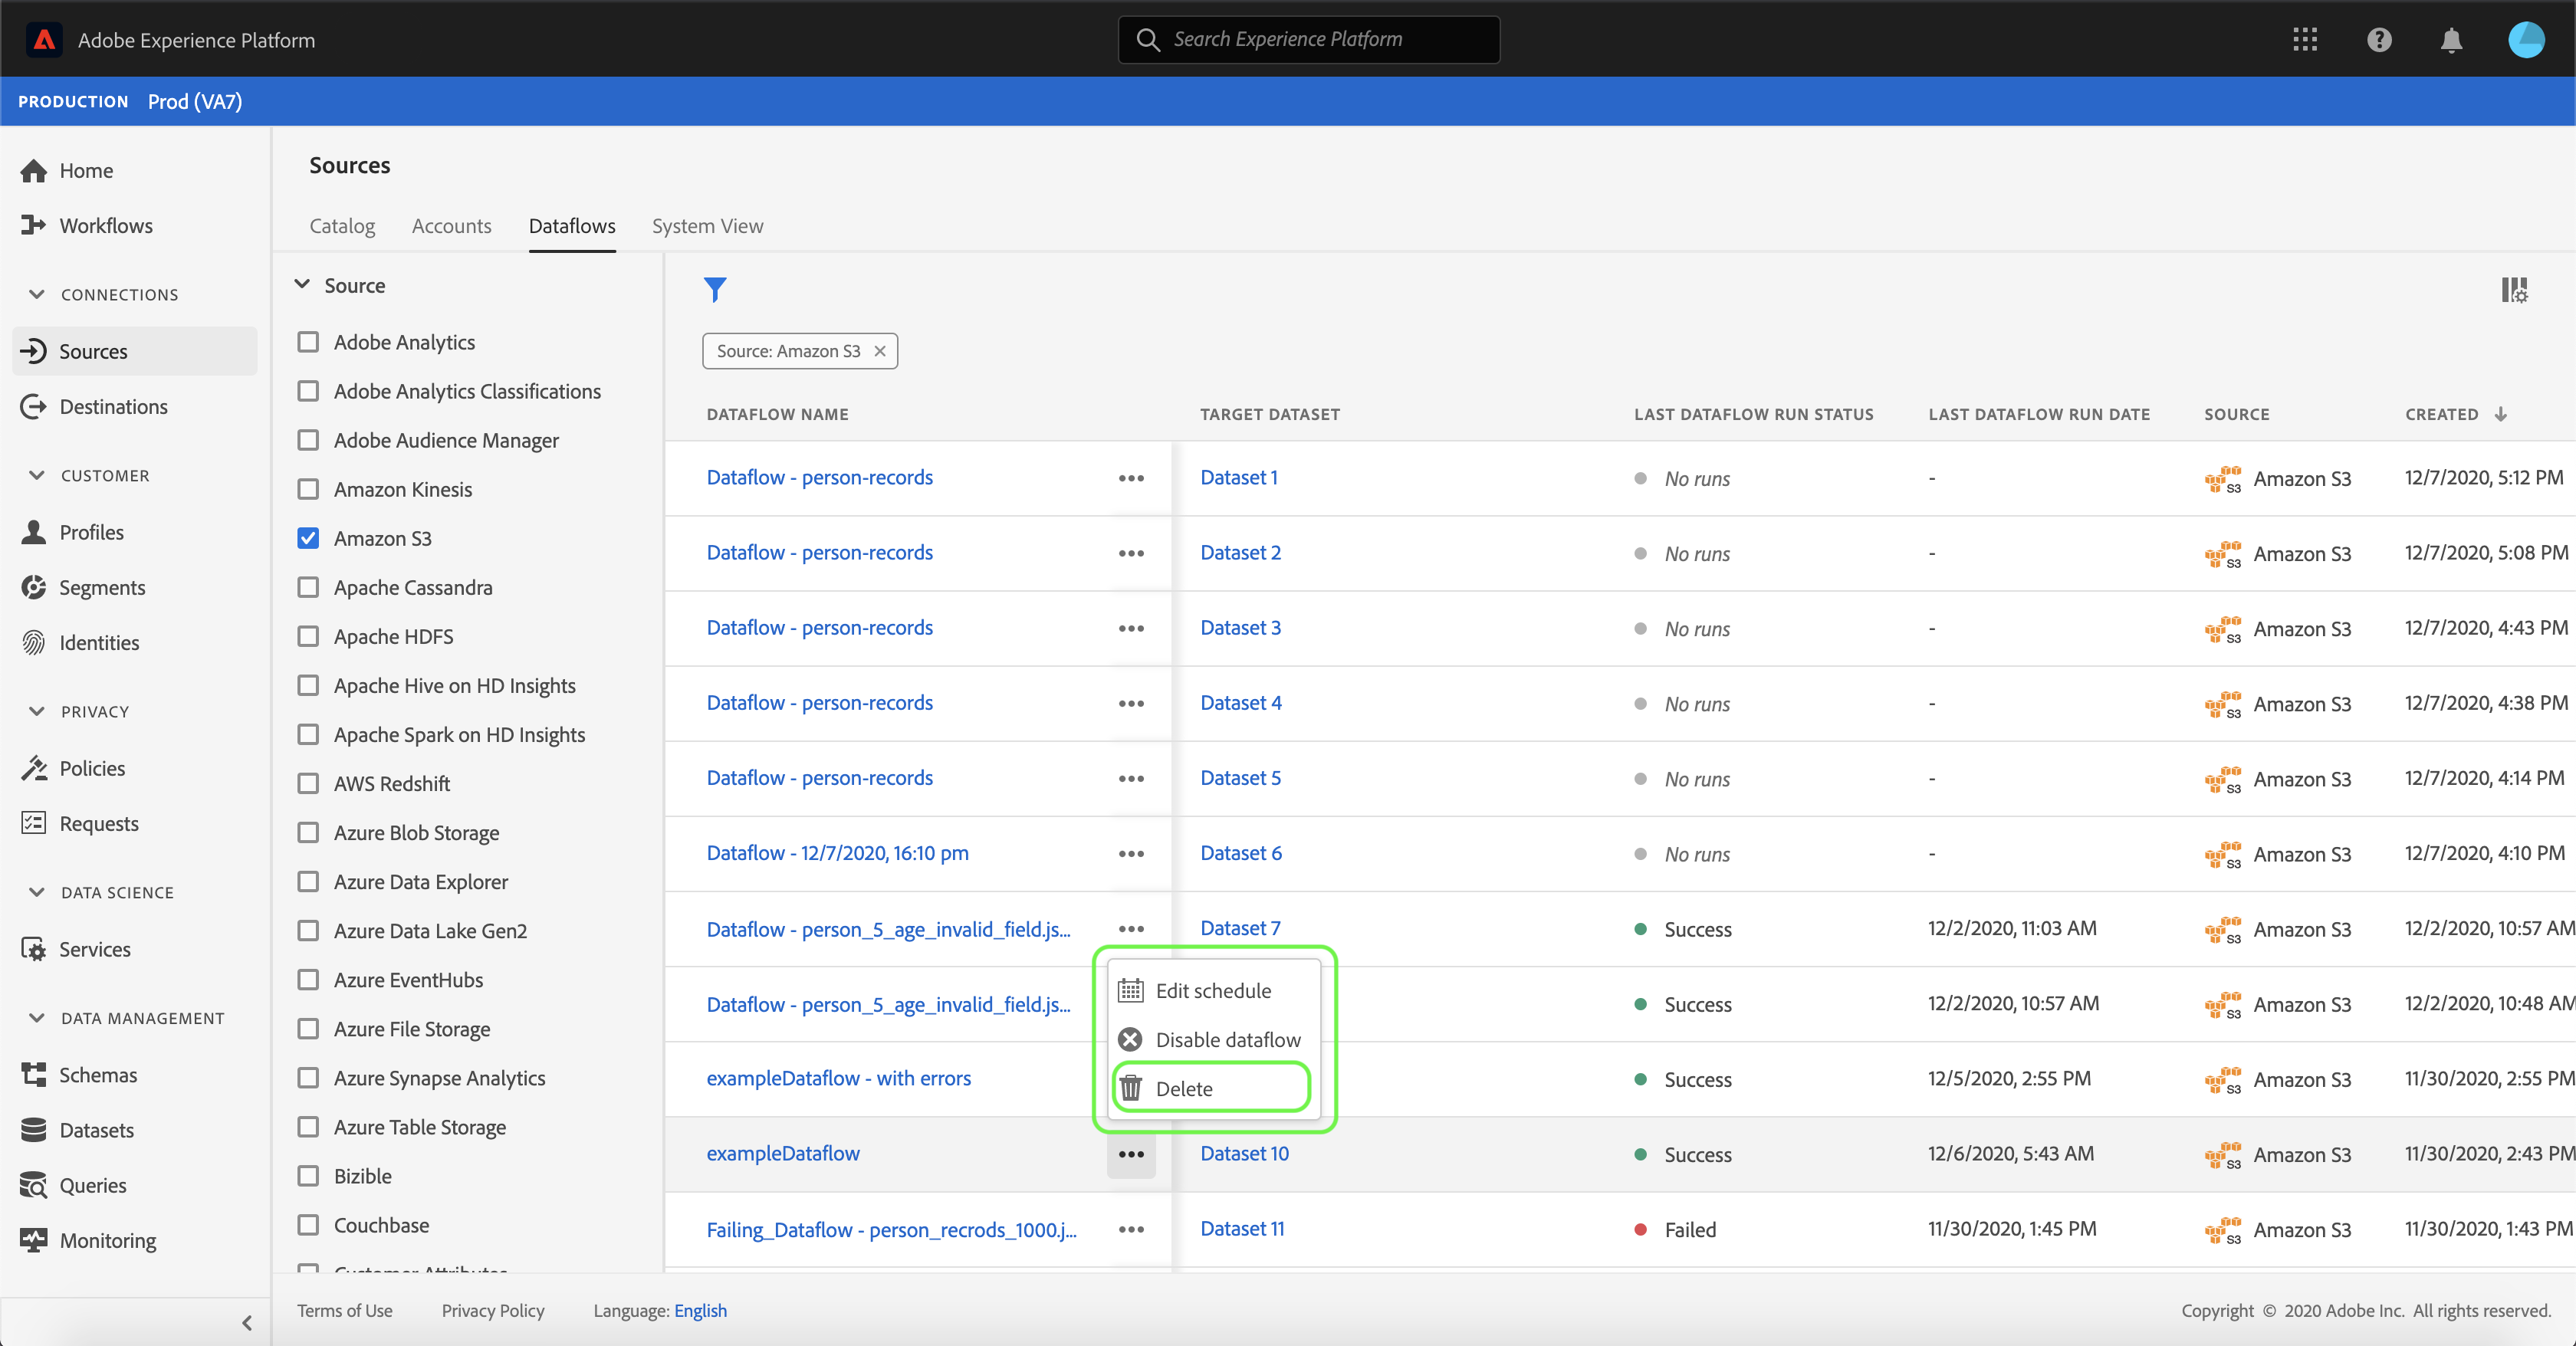 Adobe Experience Platform
Search Experience Platform
PRODUCTION Prod (VA7)
Home
Workflows
CONNECTIONS
Sources
Destinations
CUSTOMER
Profiles
Segments
Identities
PRIVACY
Policies
Requests
DATA SCIENCE
Services
DATA MANAGEMENT
Schemas
Datasets
Queries
Monitoring
Sources
Catalog Accounts Dataflows System View
Source
Adobe Analytics
Adobe Analytics Classifications
Adobe Audience Manager
Amazon Kinesis
Amazon S3
Apache Cassandra
Apache HDFS
Apache Hive on HD Insights
Apache Spark on HD Insights
AWS Redshift
Azure Blob Storage
Azure Data Explorer
Azure Data Lake Gen2
Azure EventHubs
Azure File Storage
Azure Synapse Analytics
Azure Table Storage
Bizible
Couchbase
Customer Attributes
Source: Amazon S3
DATAFLOW NAME TARGET DATASET LAST DATAFLOW RUN STATUS LAST DATAFLOW RUN DATE SOURCE CREATED
Dataflow - person-records Dataset 1 No runs - S3 Amazon S3 12/7/2020, 5:12 PM
Dataflow - person-records Dataset 2 No runs - S3 Amazon S3 12/7/2020, 5:08 PM
Dataflow - person-records Dataset 3 No runs - S3 Amazon S3 12/7/2020, 4:43 PM
Dataflow - person-records Dataset 4 No runs - S3 Amazon S3 12/7/2020, 4:38 PM
Dataflow - person-records Dataset 5 No runs - S3 Amazon S3 12/7/2020, 4:14 PM
Dataflow - 12/7/2020, 16:10 pm Dataset 6 No runs - S3 Amazon S3 12/7/2020, 4:10 PM
Dataflow - person_5_age_invalid_field.js... Dataset 7 Success 12/2/2020, 11:03 AM S3 Amazon S3 12/2/2020, 10:57 AM
Dataflow - person_5_age_invalid_field.js... Success 12/2/2020, 10:57 AM S3 Amazon S3 12/2/2020, 10:48 AM
exampleDataflow - with errors Success 12/5/2020, 2:55 PM S3 Amazon S3 11/30/2020, 2:55 PM
exampleDataflow Dataset 10 Success 12/6/2020, 5:43 AM S3 Amazon S3 11/30/2020, 2:43 PM
Failing_Dataflow - person_recrods_1000.j... Dataset 11 Failed 11/30/2020, 1:45 PM S3 Amazon S3 11/30/2020, 1:43 PM
Edit schedule
Disable dataflow
Delete
Terms of Use Privacy Policy Language: English
Copyright © 2020 Adobe Inc. All rights reserved.